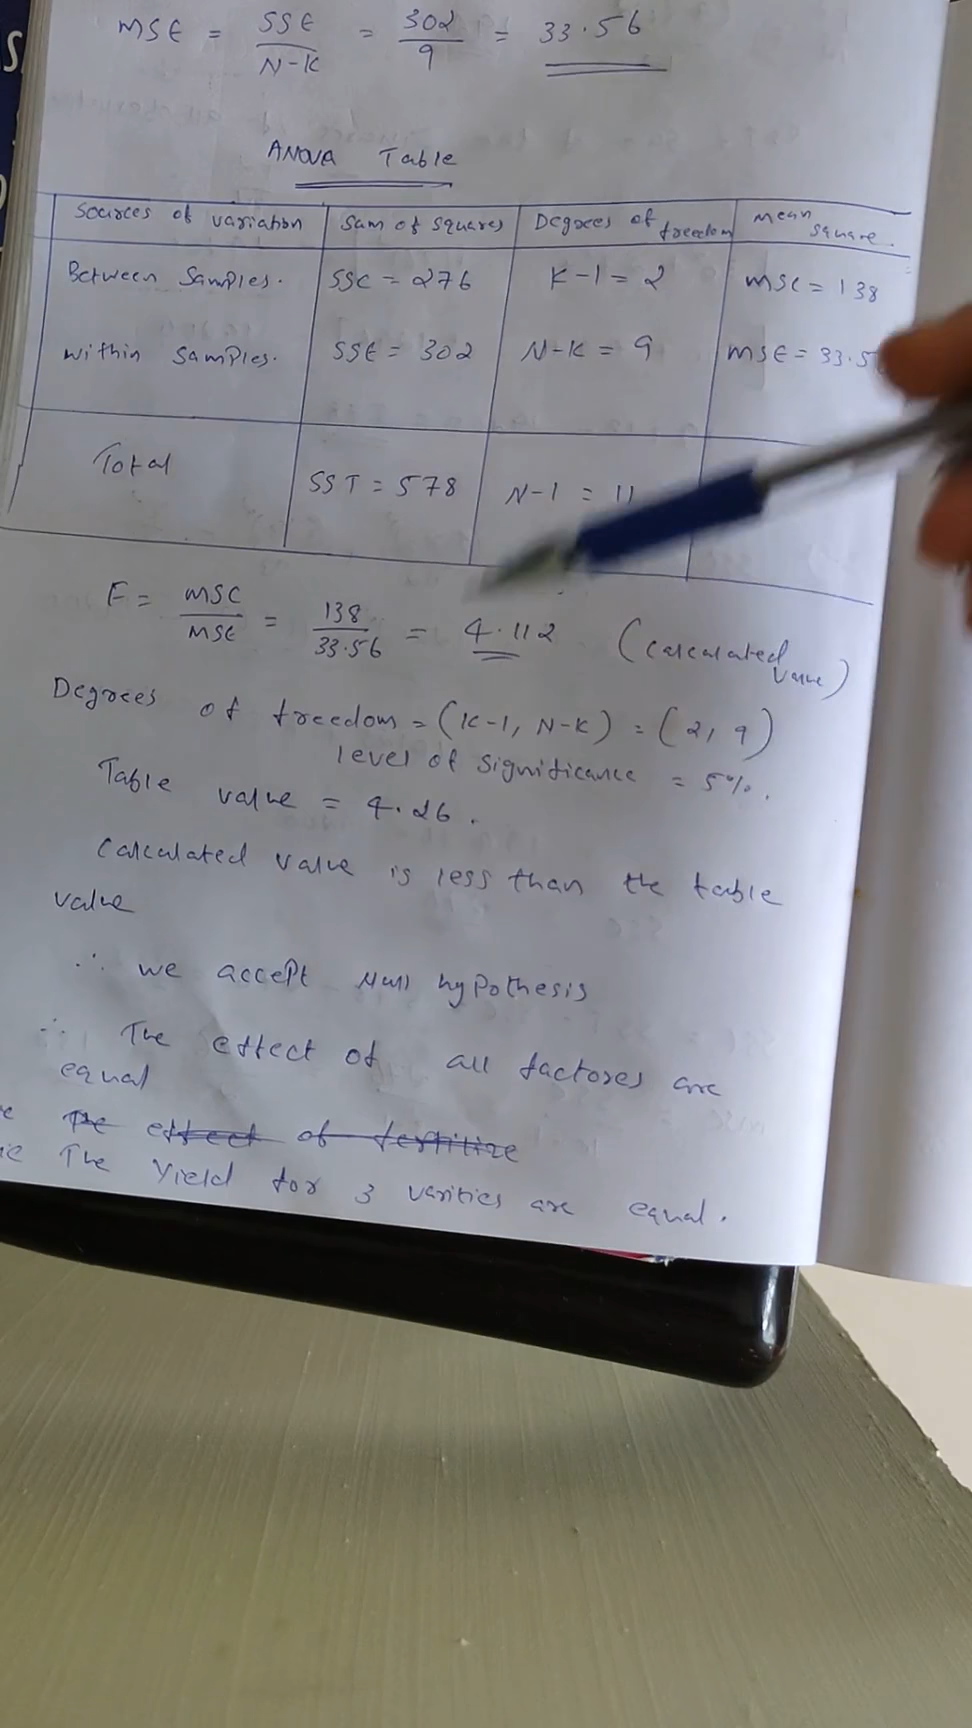 MSE = SSE / N-K = 302 / 9 = 33.56
ANOVA Table
Sources of variation | Sum of squares | Degrees of freedom | mean square.
Between Samples. | SSC = 276 | K-1 = 2 | MSC = 138
within samples. | SSE = 302 | N-K = 9 | MSE = 33.5
Total | SST = 578 | N-1 = 11
F = MSC / MSE = 138 / 33.56 = 4.112 (calculated value)
Degrees of freedom = (K-1, N-K) = (2, 9)
level of significance = 5%.
Table value = 4.26.
Calculated value is less than the table
value
∴ we accept Null hypothesis
∴ The effect of all factores are
equal
The effect of fertilize
The Yield for 3 varities are equal.